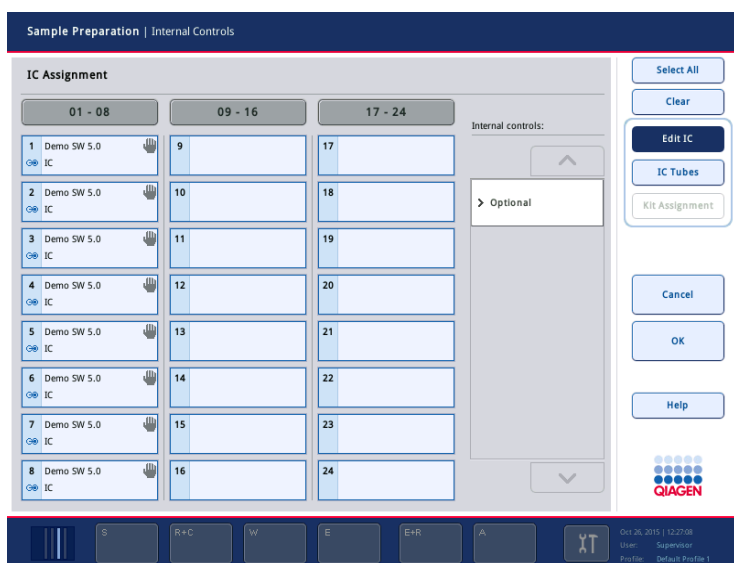 Sample Preparation | Internal Controls
IC Assignment
01 - 08
09 - 16
17 - 24
Internal controls:
1 Demo SW 5.0
IC
2 Demo SW 5.0
IC
3 Demo SW 5.0
IC
4 Demo SW 5.0
IC
5 Demo SW 5.0
IC
6 Demo SW 5.0
IC
7 Demo SW 5.0
IC
8 Demo SW 5.0
IC
9
10
11
12
13
14
15
16
17
18
19
20
21
22
23
24
Optional
Select All
Clear
Edit IC
IC Tubes
Kit Assignment
Cancel
OK
Help
QIAGEN
S
R+C
W
E
E+R
A
Oct 26, 2015 | 12:27:08
User: Supervisor
Profile: Default Profile 1